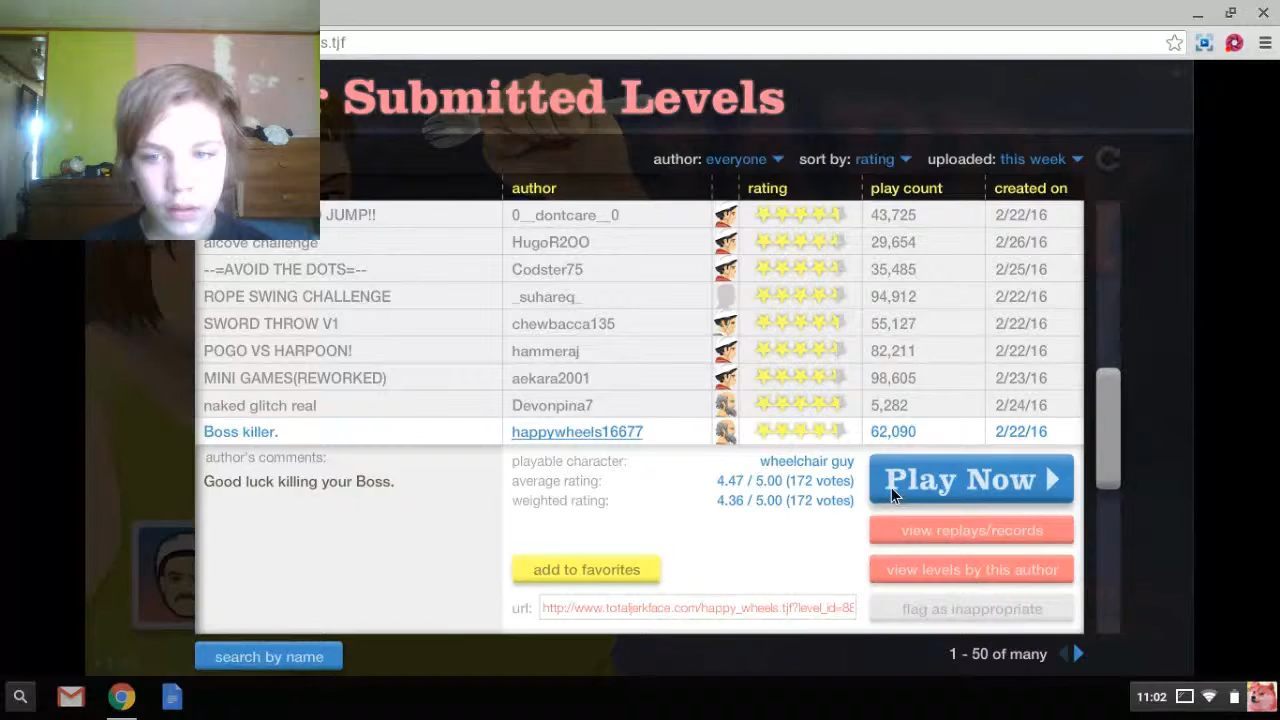 s.tjf
r Submitted Levels
author: everyone sort by: rating uploaded: this week
author rating play count created on
JUMP!! 0__dontcare__0 43,725 2/22/16
alcove challenge HugoR2OO 29,654 2/26/16
--=AVOID THE DOTS=-- Codster75 35,485 2/25/16
ROPE SWING CHALLENGE _suhareq_ 94,912 2/22/16
SWORD THROW V1 chewbacca135 55,127 2/22/16
POGO VS HARPOON! hammeraj 82,211 2/22/16
MINI GAMES(REWORKED) aekara2001 98,605 2/23/16
naked glitch real Devonpina7 5,282 2/24/16
Boss killer. happywheels16677 62,090 2/22/16
author's comments: playable character: wheelchair guy
Good luck killing your Boss. average rating: 4.47 / 5.00 (172 votes) Play Now
weighted rating: 4.36 / 5.00 (172 votes)
view replays/records
add to favorites view levels by this author
url: http://www.totaljerkface.com/happy_wheels.tjf?level_id=88 flag as inappropriate
search by name 1 - 50 of many
11:02